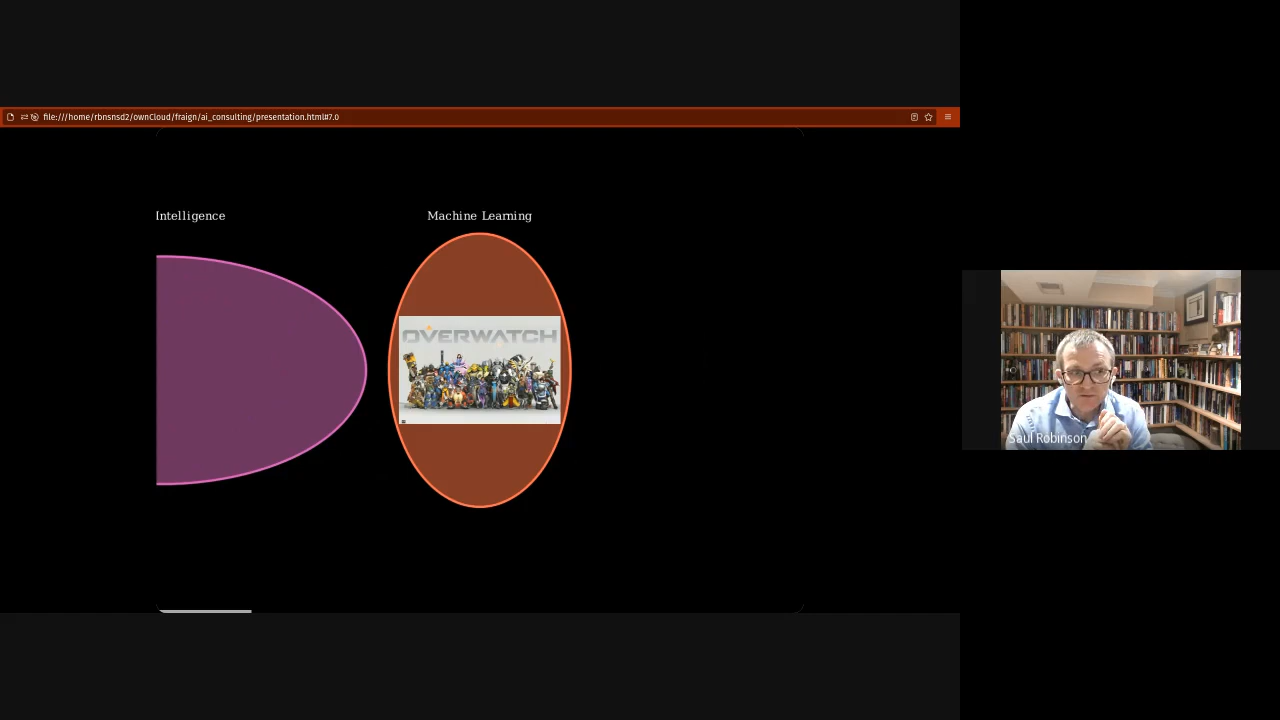 file:///home/rbnsnsd2/ownCloud/fraign/ai_consulting/presentation.html#7.0
Intelligence
Machine Learning
OVERWATCH
Saul Robinson